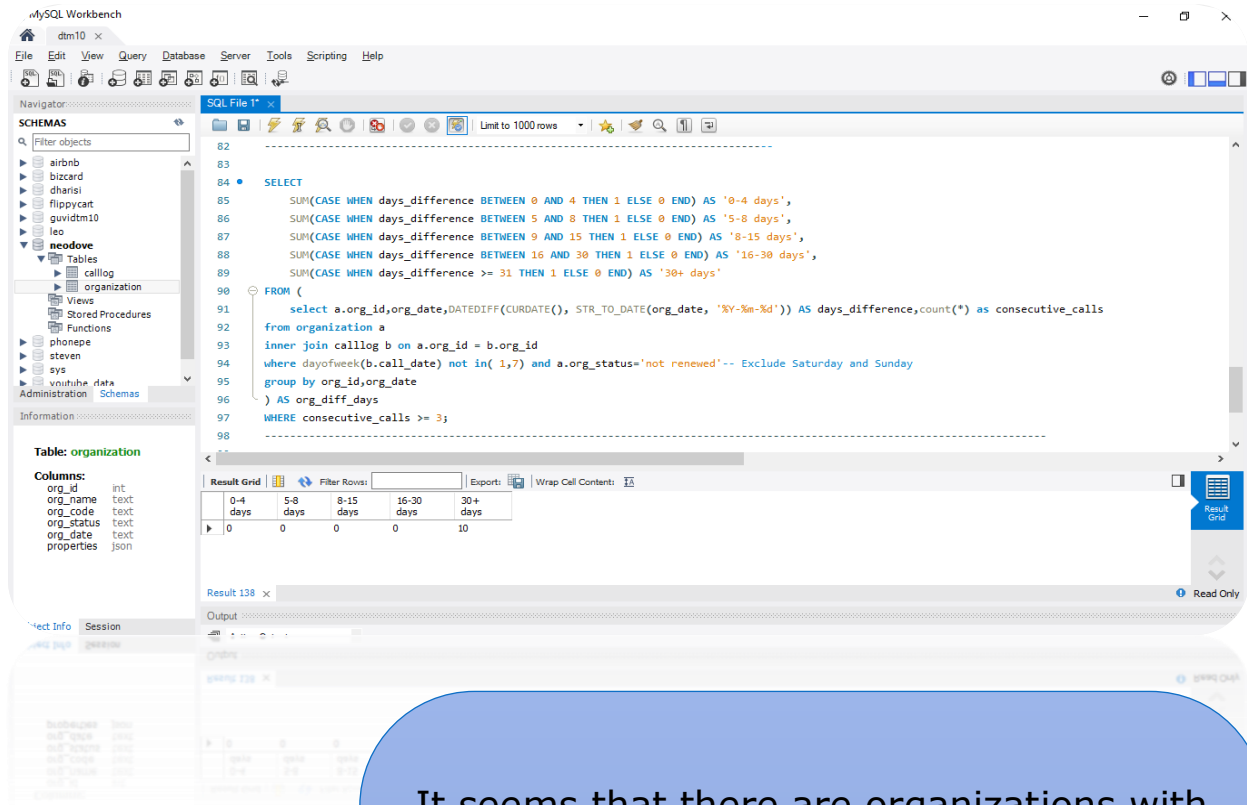 MySQL Workbench
dtm10
File Edit View Query Database Server Tools Scripting Help
Navigator
SCHEMAS
Filter objects
airbnb
bizcard
dharisi
flippycart
guvidtm10
leo
neodove
Tables
calllog
organization
Views
Stored Procedures
Functions
phonepe
steven
sys
youtube_data
Administration Schemas
Information
Table: organization
Columns:
org_id int
org_name text
org_code text
org_status text
org_date text
properties json
Object Info Session
SQL File 1*
Limit to 1000 rows
82 -------------------------------------------------------------------------------
83
84 SELECT
85 SUM(CASE WHEN days_difference BETWEEN 0 AND 4 THEN 1 ELSE 0 END) AS '0-4 days',
86 SUM(CASE WHEN days_difference BETWEEN 5 AND 8 THEN 1 ELSE 0 END) AS '5-8 days',
87 SUM(CASE WHEN days_difference BETWEEN 9 AND 15 THEN 1 ELSE 0 END) AS '8-15 days',
88 SUM(CASE WHEN days_difference BETWEEN 16 AND 30 THEN 1 ELSE 0 END) AS '16-30 days',
89 SUM(CASE WHEN days_difference >= 31 THEN 1 ELSE 0 END) AS '30+ days'
90 FROM (
91 select a.org_id,org_date,DATEDIFF(CURDATE(), STR_TO_DATE(org_date, '%Y-%m-%d')) AS days_difference,count(*) as consecutive_calls
92 from organization a
93 inner join calllog b on a.org_id = b.org_id
94 where dayofweek(b.call_date) not in( 1,7) and a.org_status='not renewed'-- Exclude Saturday and Sunday
95 group by org_id,org_date
96 ) AS org_diff_days
97 WHERE consecutive_calls >= 3;
98 --------------------------------------------------------------------------------------------------------------------------
Result Grid Filter Rows: Export: Wrap Cell Content:
0-4 days 5-8 days 8-15 days 16-30 days 30+ days
0 0 0 0 10
Result Grid
Result 138
Read Only
Output
It seems that there are organizations with